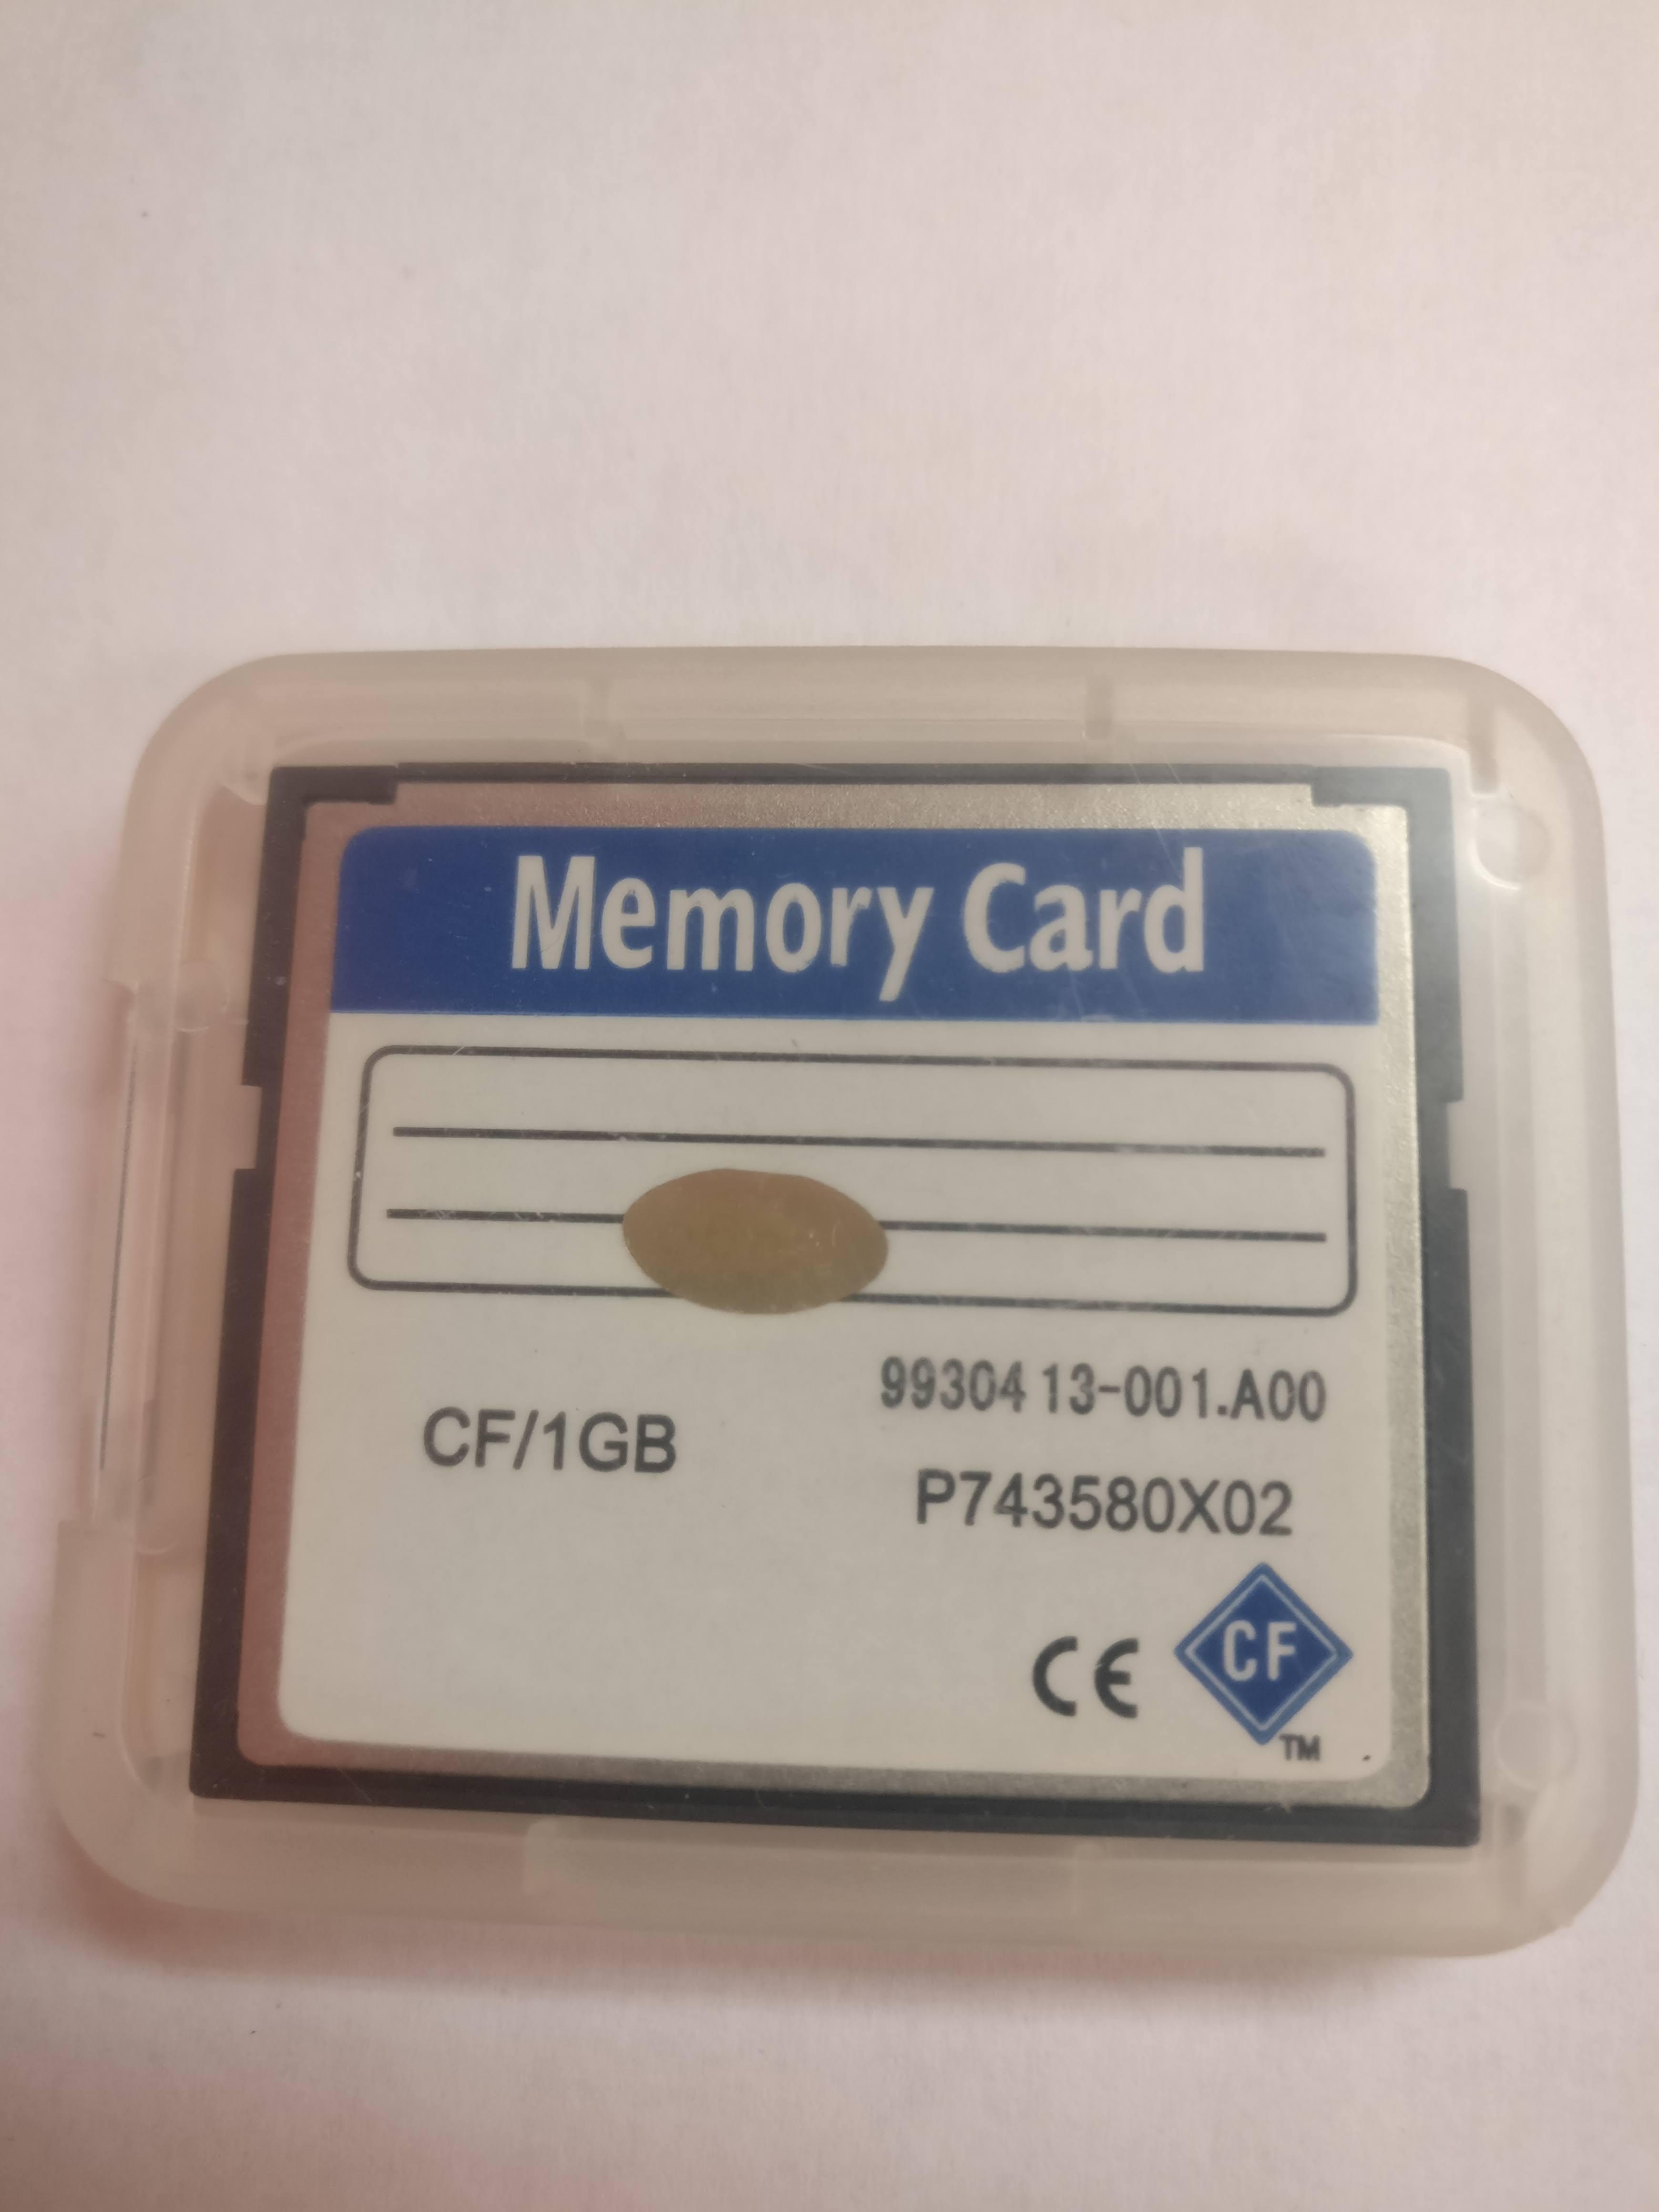 Memory Card
9930413-001.A00
CF/1GB
P743580X02
CE
CF
TM